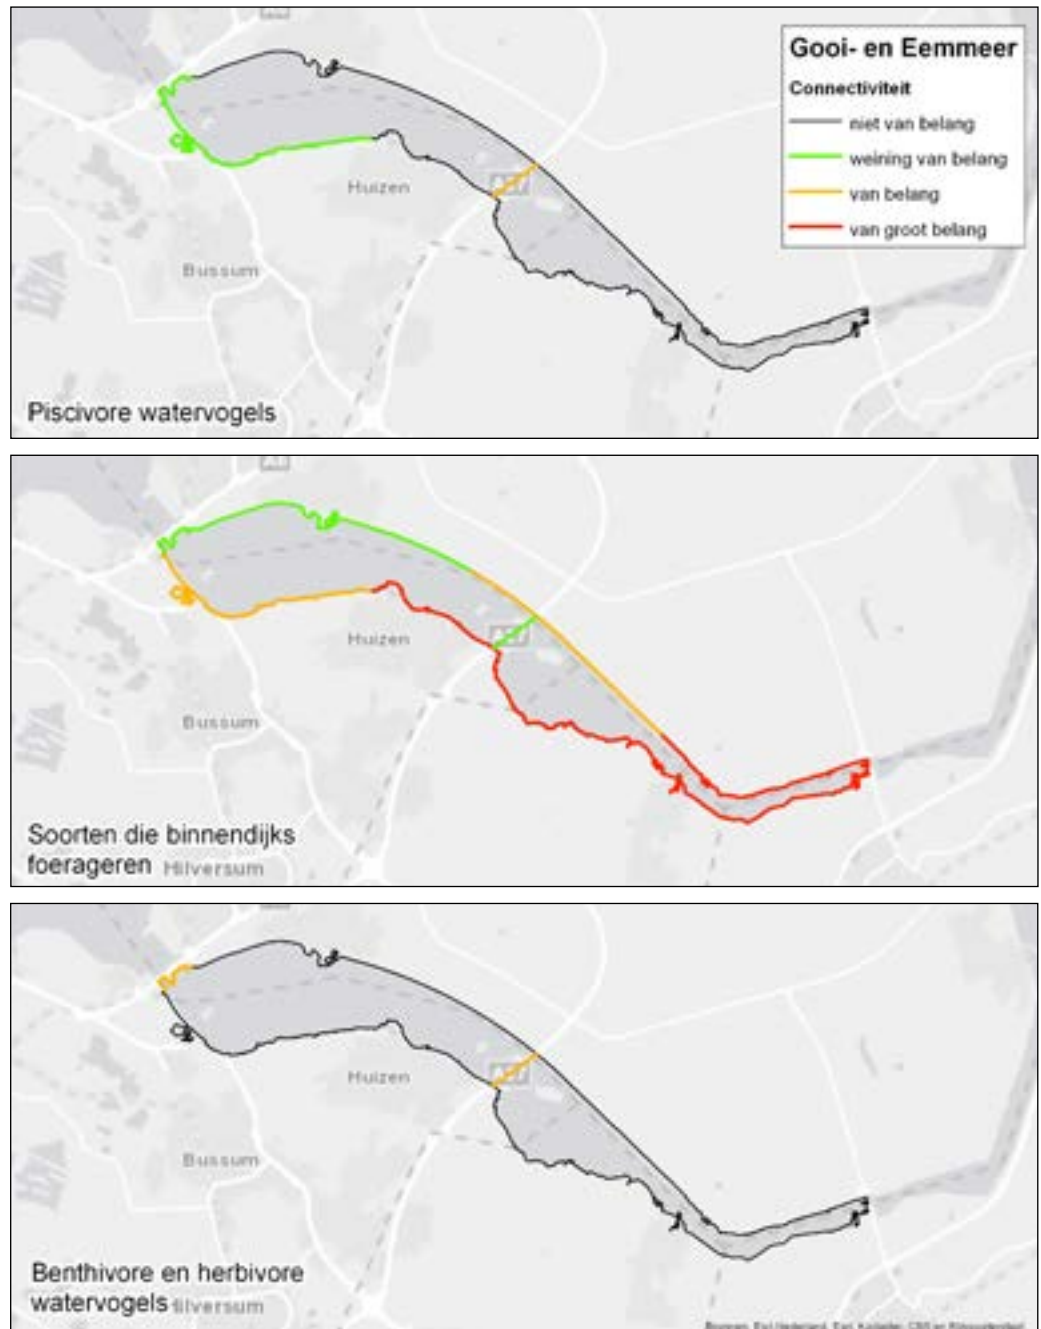 Gooi- en Eemmeer
Connectiviteit
niet van belang
weining van belang
van belang
van groot belang
Huizen
Bussum
Piscivore watervogels
Huizen
Bussum
Soorten die binnendijks
foerageren Hilversum
Huizen
Bussum
Benthivore en herbivore
watervogels Hilversum